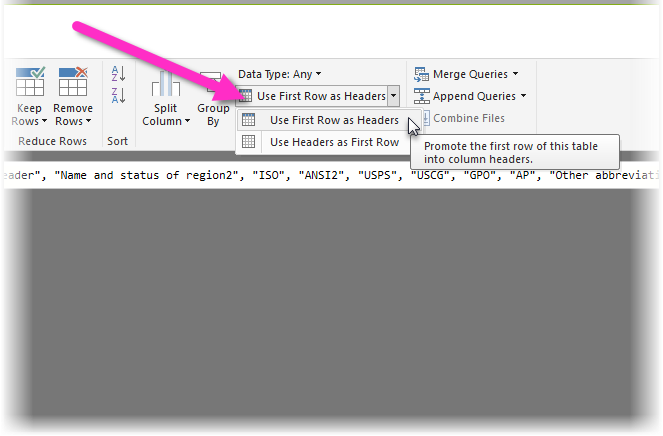 Data Type: Any
Use First Row as Headers
Use First Row as Headers
Use Headers as First Row
Promote the first row of this table
into column headers.
Keep
Rows
Remove
Rows
Reduce Rows
A
Z
Z
A
Sort
Split
Column
Group
By
Merge Queries
Append Queries
Combine Files
eader", "Name and status of region2", "ISO", "ANSI2", "USPS", "USCG", "GPO", "AP", "Other abbreviati